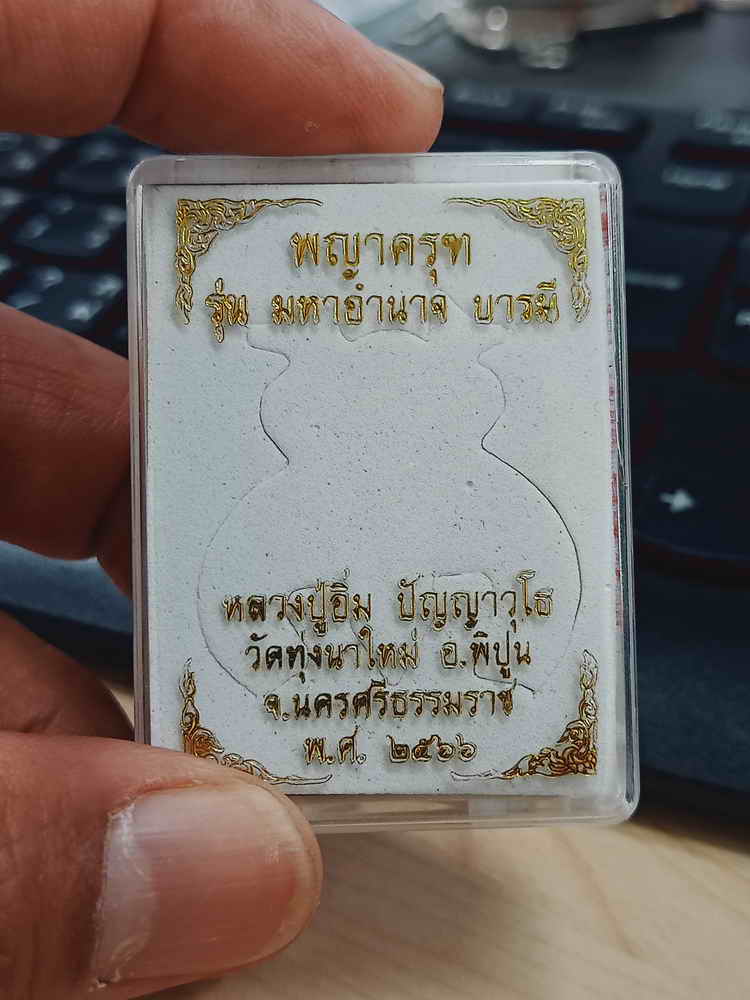 พญาครุฑ
รุ่น มหาอำนาจ บารมี
หลวงปู่อิ่ม ปัญญาวุโธ
วัดทุ่งนาใหม่ อ.พิปูน
จ.นครศรีธรรมราช
พ.ศ. ๒๕๖๖